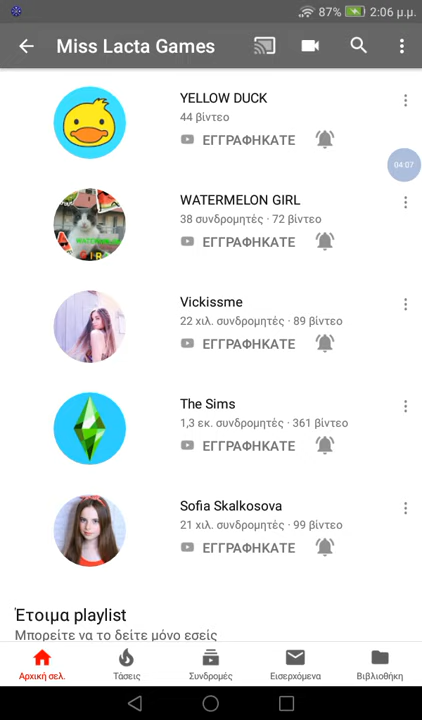 87% 2:06 μ.μ.
Miss Lacta Games
YELLOW DUCK
44 βίντεο
ΕΓΓΡΑΦΗΚΑΤΕ
04:07
WATERMELON GIRL
38 συνδρομητές · 72 βίντεο
ΕΓΓΡΑΦΗΚΑΤΕ
Vickissme
22 χιλ. συνδρομητές · 89 βίντεο
ΕΓΓΡΑΦΗΚΑΤΕ
The Sims
1,3 εκ. συνδρομητές · 361 βίντεο
ΕΓΓΡΑΦΗΚΑΤΕ
Sofia Skalkosova
21 χιλ. συνδρομητές · 99 βίντεο
ΕΓΓΡΑΦΗΚΑΤΕ
Έτοιμα playlist
Μπορείτε να το δείτε μόνο εσείς
Αρχική σελ. Τάσεις Συνδρομές Εισερχόμενα Βιβλιοθήκη